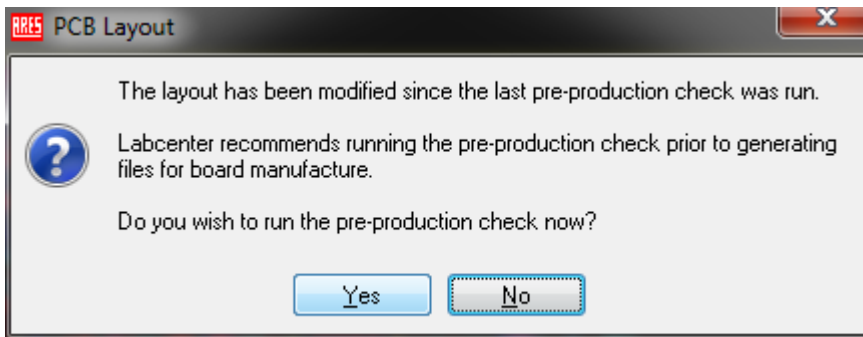 ARES PCB Layout
The layout has been modified since the last pre-production check was run.
Labcenter recommends running the pre-production check prior to generating
files for board manufacture.
Do you wish to run the pre-production check now?
Yes No